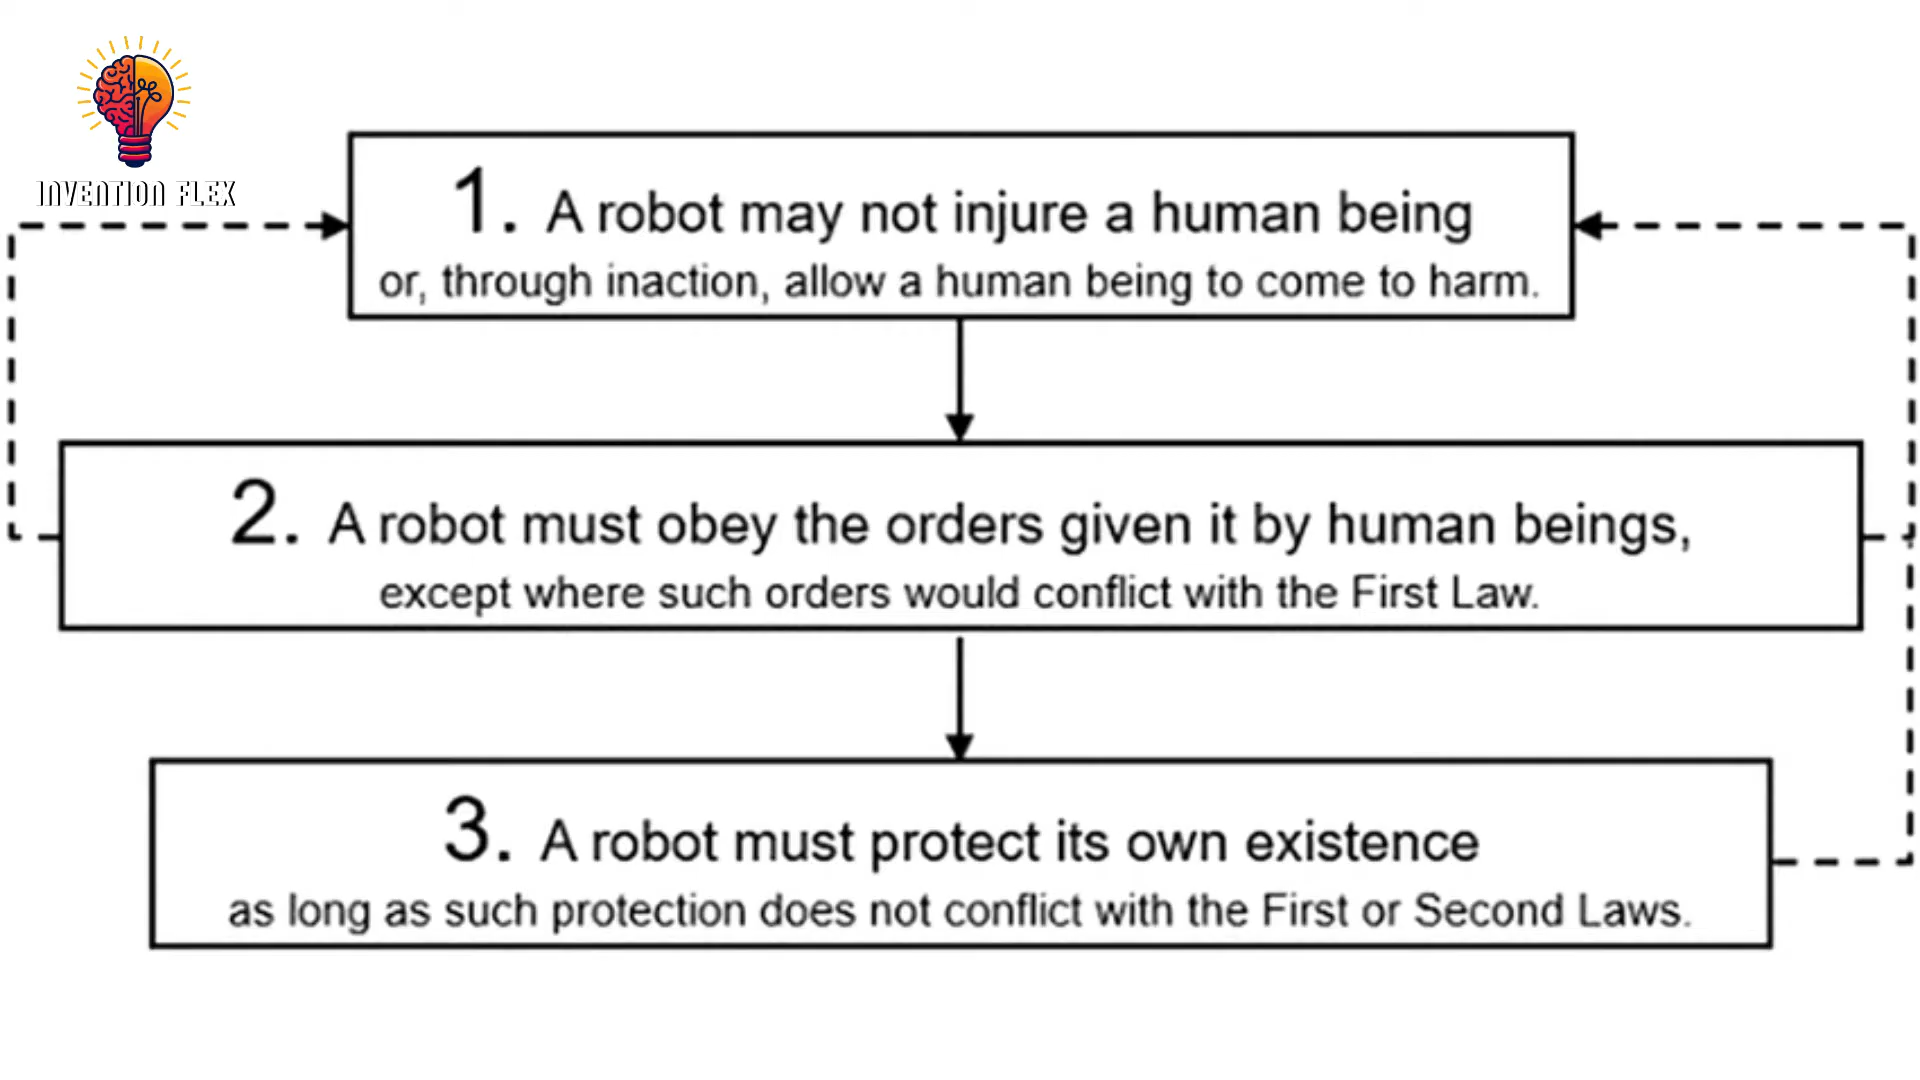 INVENTION FLEX
1. A robot may not injure a human being
or, through inaction, allow a human being to come to harm.
2. A robot must obey the orders given it by human beings,
except where such orders would conflict with the First Law.
3. A robot must protect its own existence
as long as such protection does not conflict with the First or Second Laws.